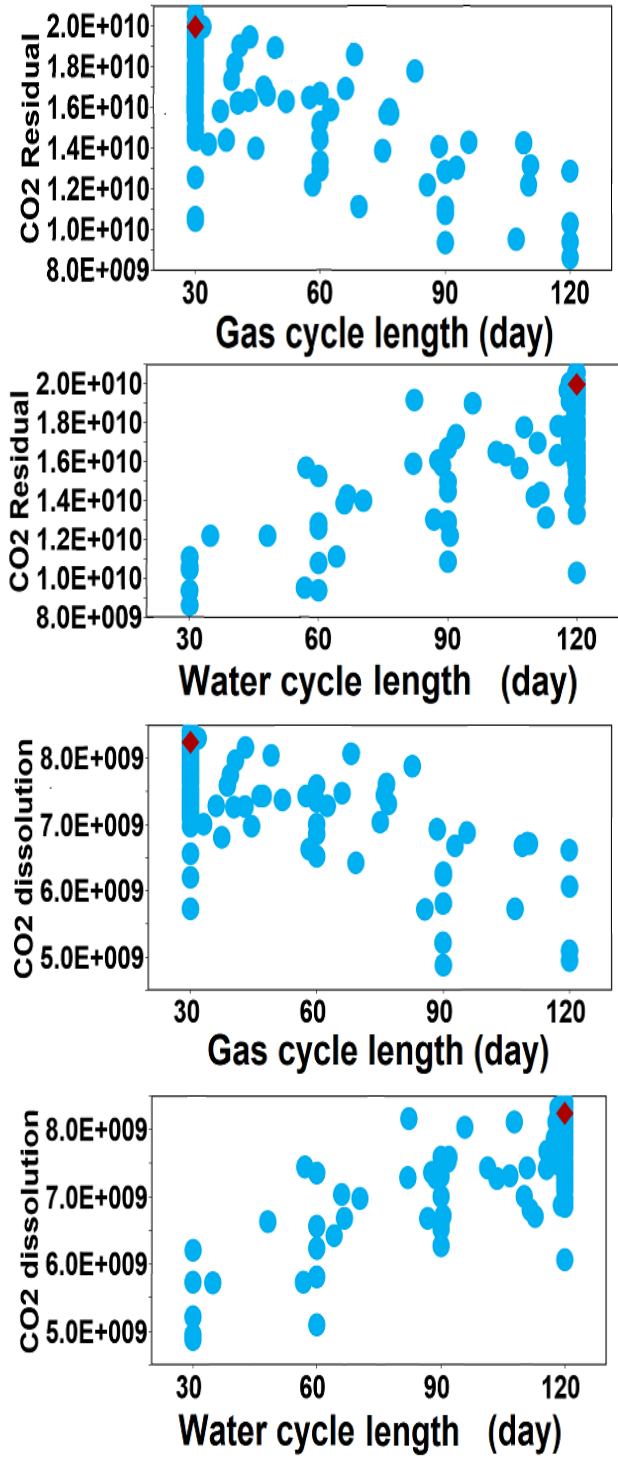 CO2 Residual
2.0E+010
1.8E+010
1.6E+010
1.4E+010
1.2E+010
1.0E+010
8.0E+009
30 60 90 120
Gas cycle length (day)
CO2 Residual
2.0E+010
1.8E+010
1.6E+010
1.4E+010
1.2E+010
1.0E+010
8.0E+009
30 60 90 120
Water cycle length (day)
CO2 dissolution
8.0E+009
7.0E+009
6.0E+009
5.0E+009
30 60 90 120
Gas cycle length (day)
CO2 dissolution
8.0E+009
7.0E+009
6.0E+009
5.0E+009
30 60 90 120
Water cycle length (day)